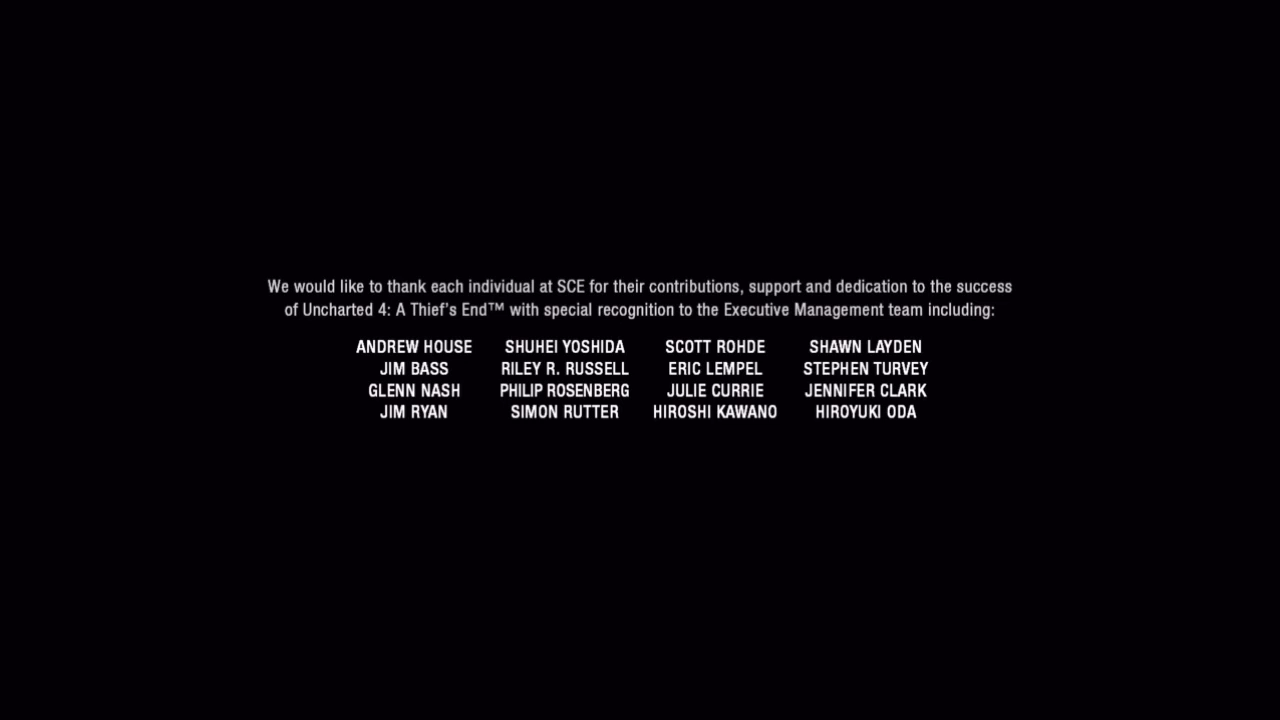 We would like to thank each individual at SCE for their contributions, support and dedication to the success
of Uncharted 4: A Thief's End™ with special recognition to the Executive Management team including:
ANDREW HOUSE SHUHEI YOSHIDA SCOTT ROHDE SHAWN LAYDEN
JIM BASS RILEY R. RUSSELL ERIC LEMPEL STEPHEN TURVEY
GLENN NASH PHILIP ROSENBERG JULIE CURRIE JENNIFER CLARK
JIM RYAN SIMON RUTTER HIROSHI KAWANO HIROYUKI ODA